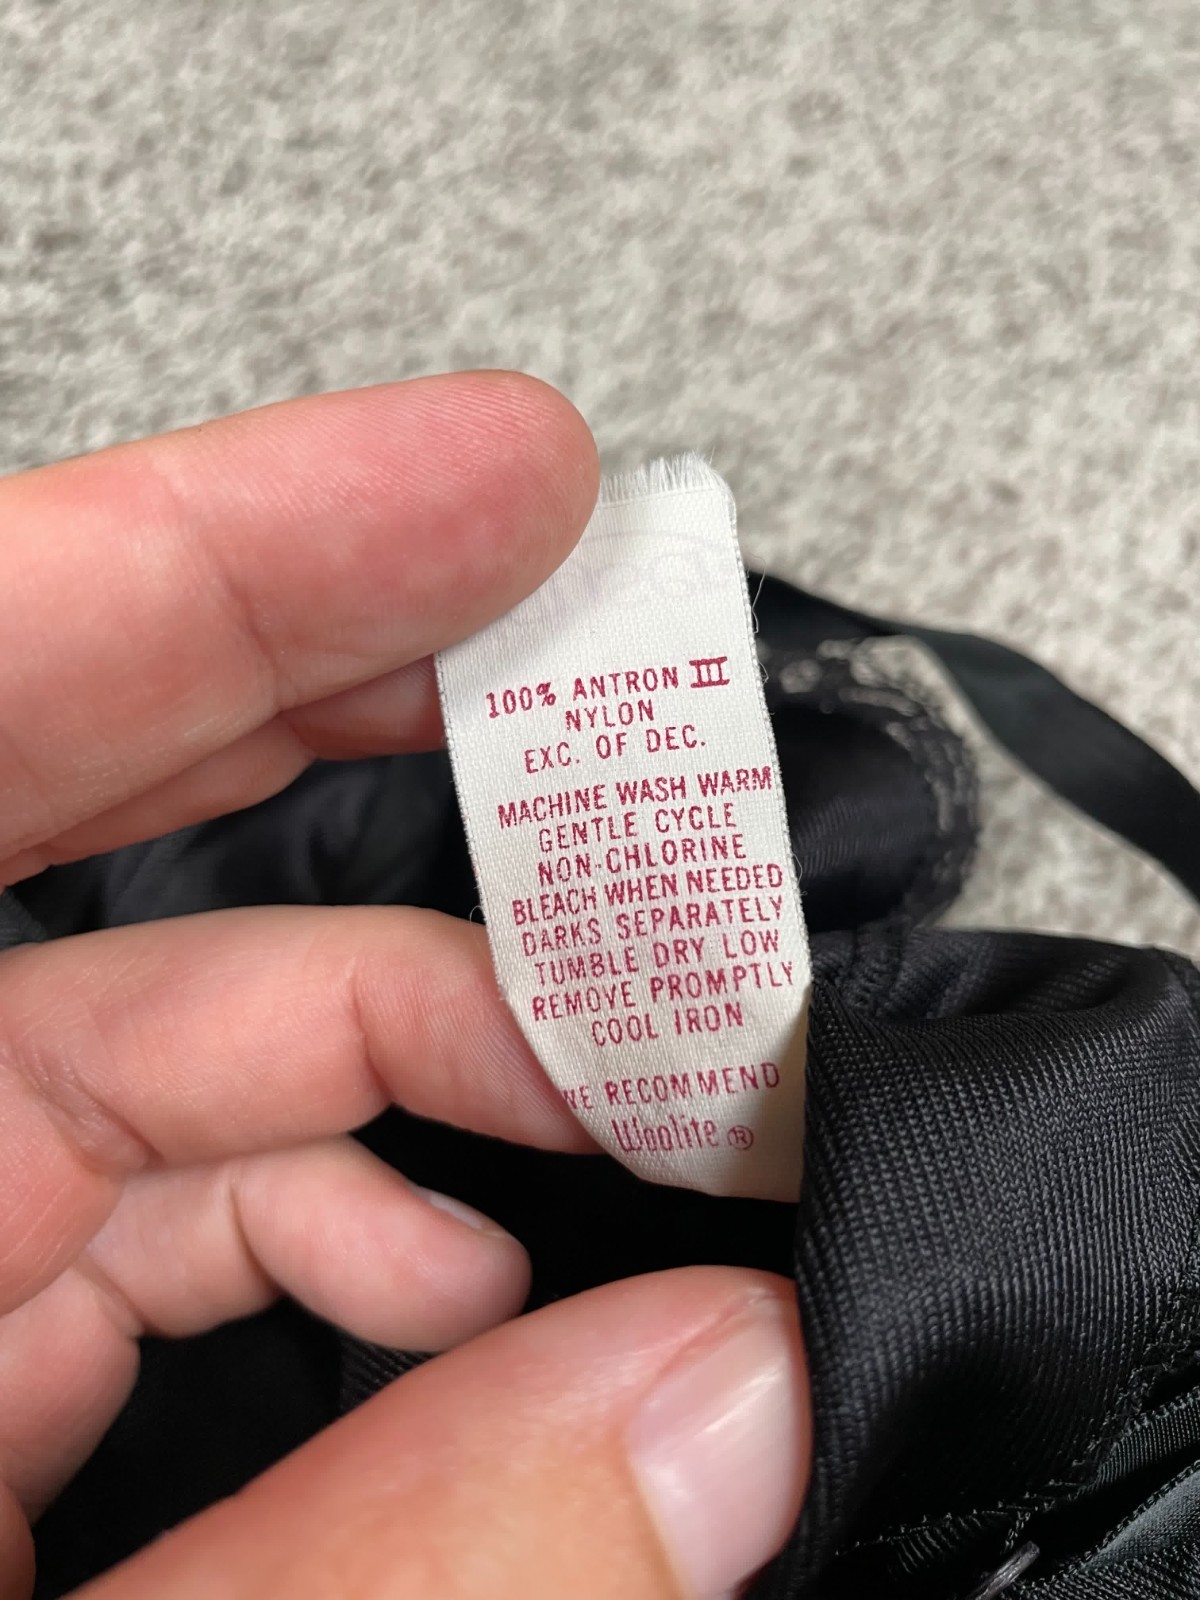 100% ANTRON III
NYLON
EXC. OF DEC.
MACHINE WASH WARM
GENTLE CYCLE
NON-CHLORINE
BLEACH WHEN NEEDED
DARKS SEPARATELY
TUMBLE DRY LOW
REMOVE PROMPTLY
COOL IRON
WE RECOMMEND
Woolite ®